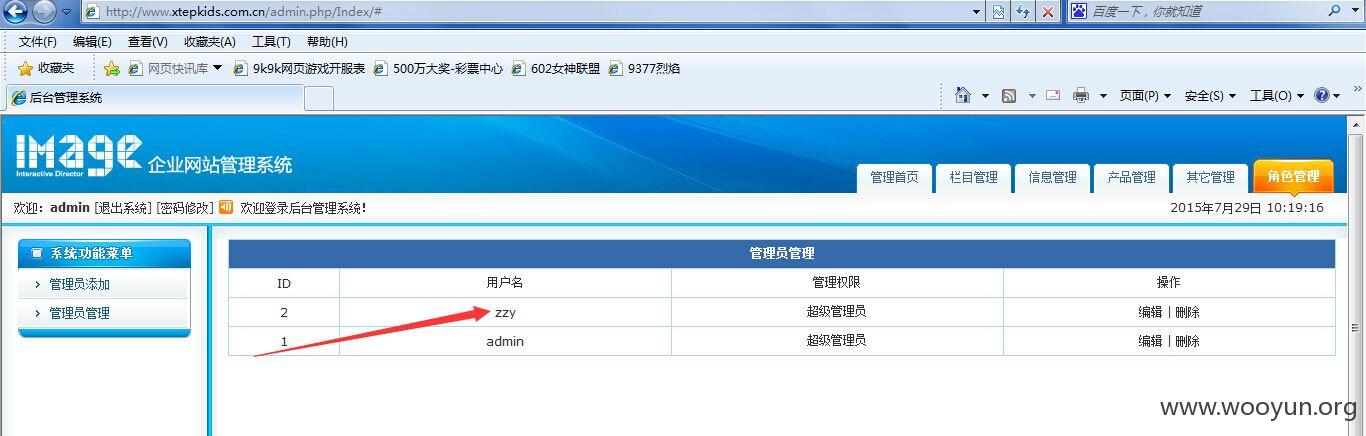 http://www.xtepkids.com.cn/admin.php/Index/#
百度一下，你就知道
文件(F) 编辑(E) 查看(V) 收藏夹(A) 工具(T) 帮助(H)
收藏夹 网页快讯库 9k9k网页游戏开服表 500万大奖-彩票中心 602女神联盟 9377烈焰
后台管理系统 页面(P) 安全(S) 工具(O)
IMAGE 企业网站管理系统
Interactive Director
管理首页 栏目管理 信息管理 产品管理 其它管理 角色管理
欢迎：admin [退出系统] [密码修改] 欢迎登录后台管理系统! 2015年7月29日 10:19:16
系统功能菜单
管理员添加
管理员管理
管理员管理
ID 用户名 管理权限 操作
2 zzy 超级管理员 编辑 | 删除
1 admin 超级管理员 编辑 | 删除
www.wooyun.org